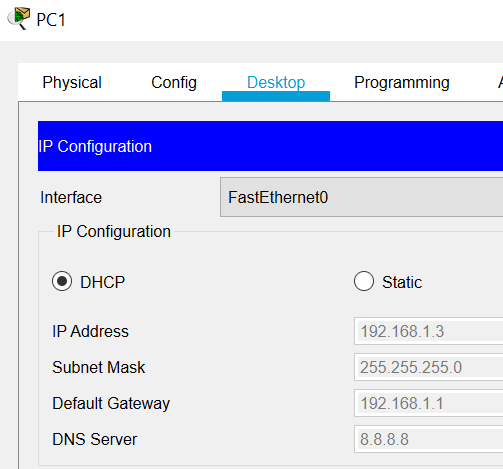 PC1
Physical Config Desktop Programming
IP Configuration
Interface FastEthernet0
IP Configuration
DHCP Static
IP Address 192.168.1.3
Subnet Mask 255.255.255.0
Default Gateway 192.168.1.1
DNS Server 8.8.8.8